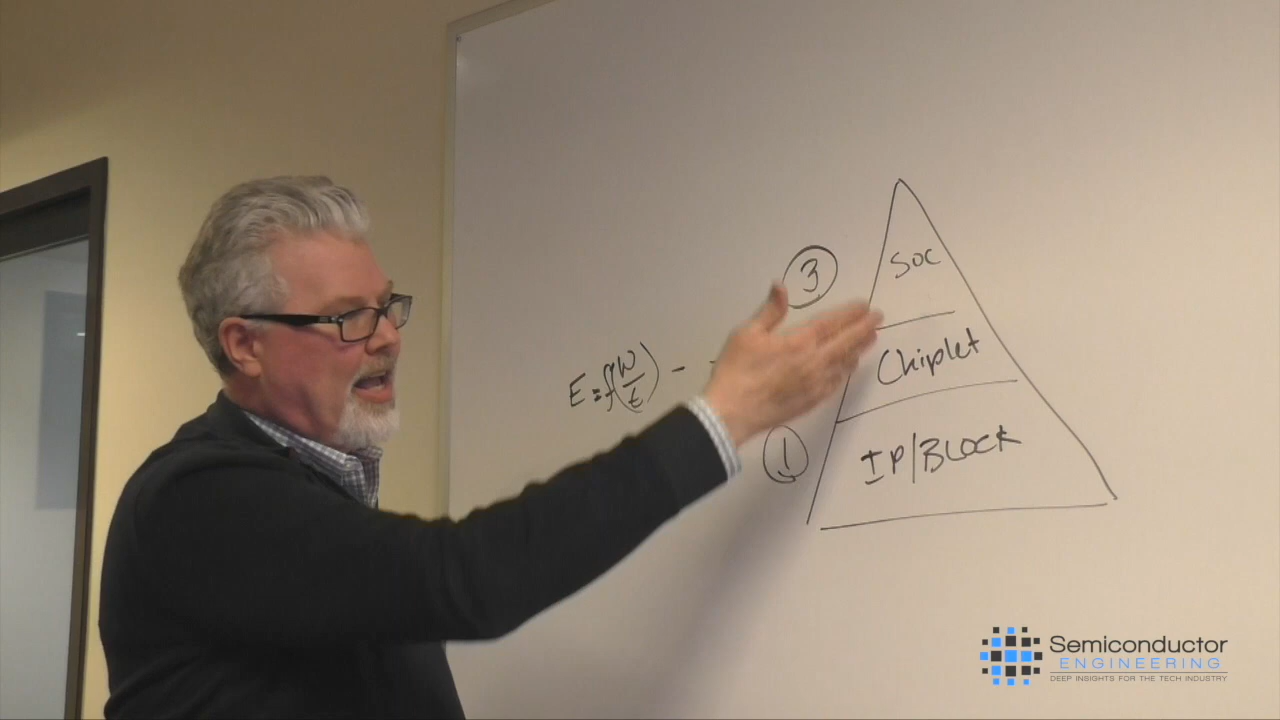 3
SOC
E = f(W/t) -
Chiplet
1
IP/BLOCK
Semiconductor
ENGINEERING
DEEP INSIGHTS FOR THE TECH INDUSTRY